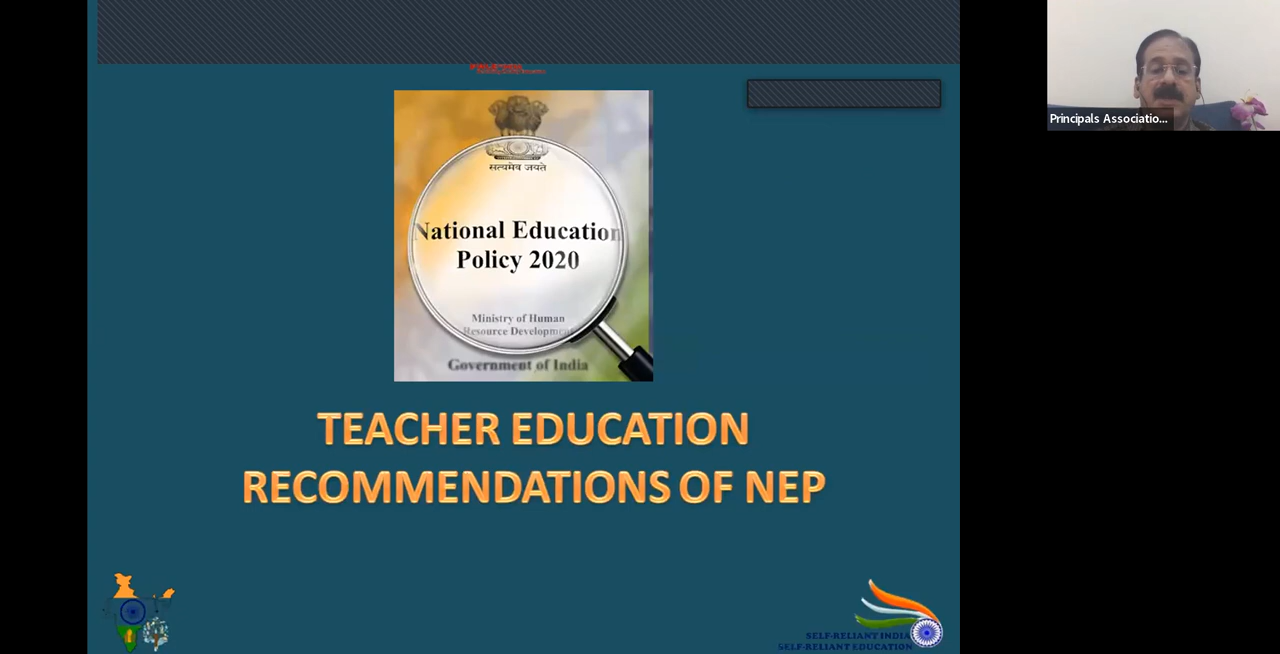 सत्यमेव जयते
National Education
Policy 2020
Ministry of Human
Resource Development
Government of India
TEACHER EDUCATION
RECOMMENDATIONS OF NEP
SELF-RELIANT INDIA
SELF-RELIANT EDUCATION
Principals Associatio...